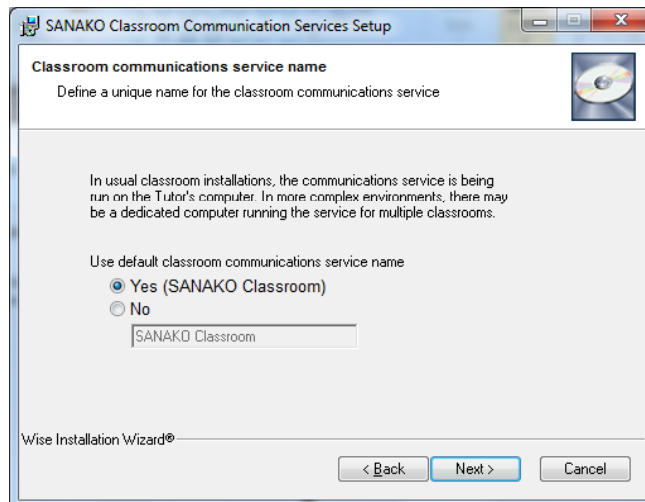 SANAKO Classroom Communication Services Setup
Classroom communications service name
Define a unique name for the classroom communications service
In usual classroom installations, the communications service is being
run on the Tutor's computer. In more complex environments, there may
be a dedicated computer running the service for multiple classrooms.
Use default classroom communications service name
Yes (SANAKO Classroom)
No
SANAKO Classroom
Wise Installation Wizard®
< Back
Next >
Cancel